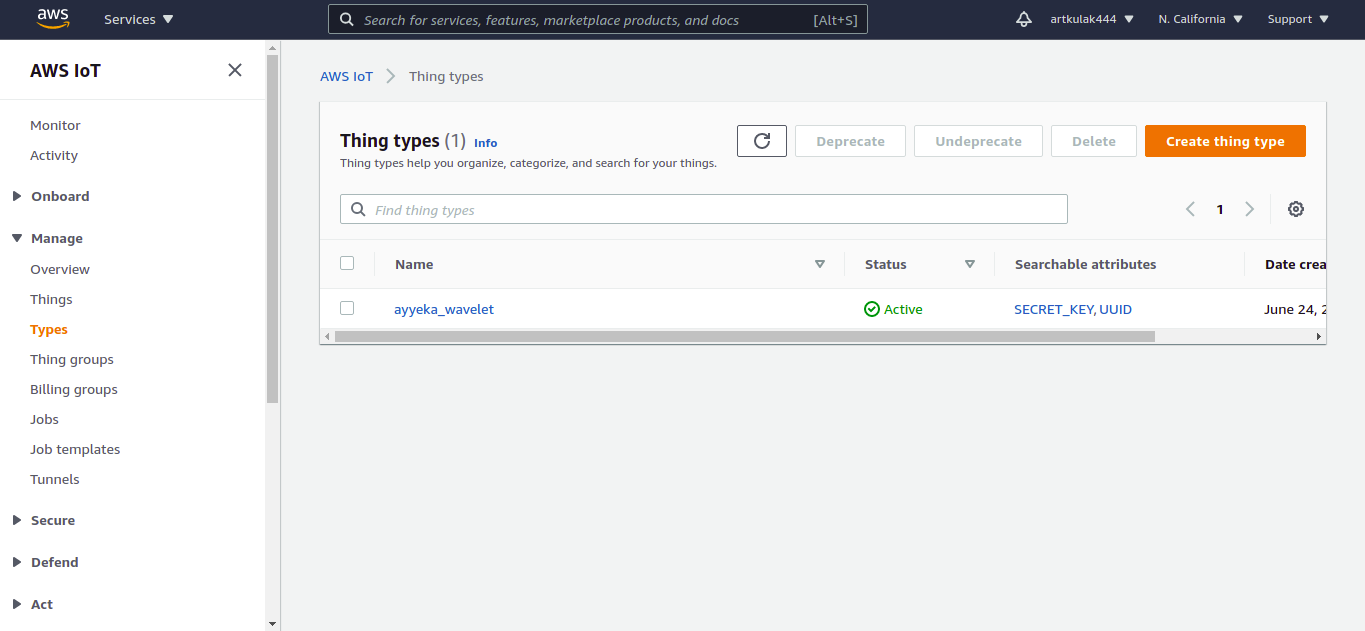 aws Services Search for services, features, marketplace products, and docs [Alt+S] artkulak444 N. California Support
AWS IoT
Monitor
Activity
Onboard
Manage
Overview
Things
Types
Thing groups
Billing groups
Jobs
Job templates
Tunnels
Secure
Defend
Act
AWS IoT Thing types
Thing types (1) Info Deprecate Undeprecate Delete Create thing type
Thing types help you organize, categorize, and search for your things.
Find thing types 1
Name Status Searchable attributes Date crea
ayyeka_wavelet Active SECRET_KEY, UUID June 24, 2